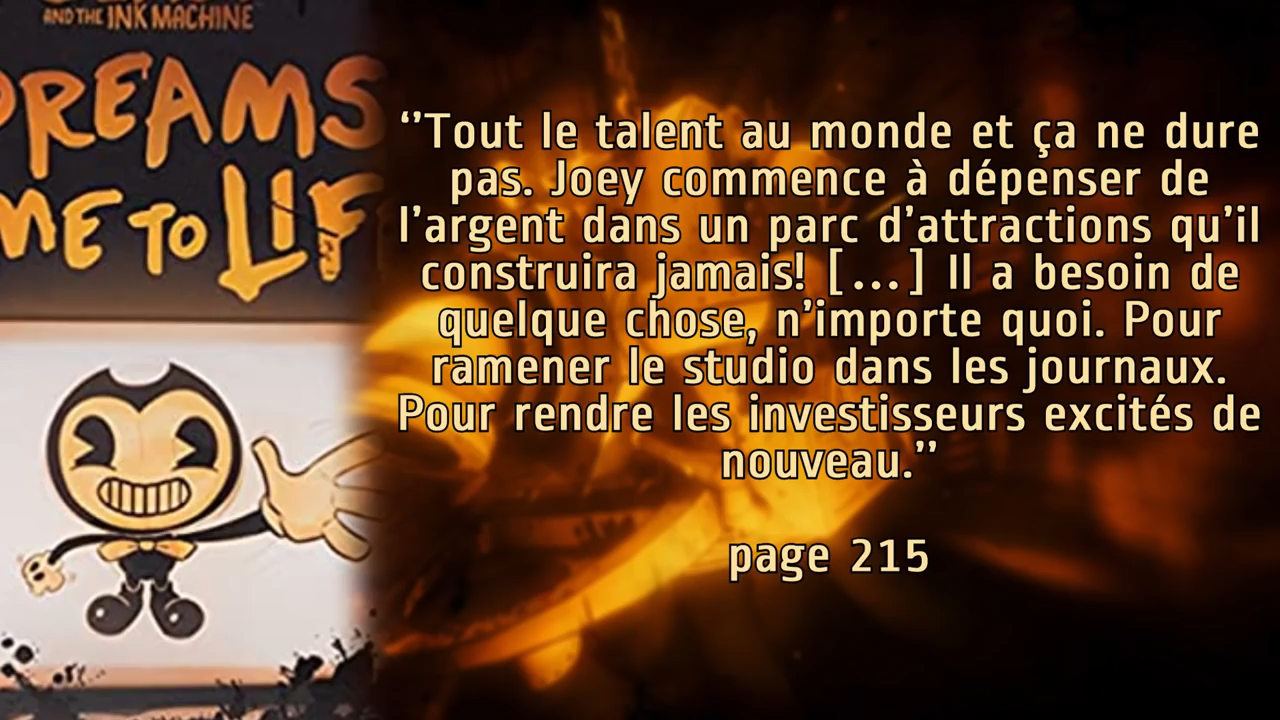 AND THE INK MACHINE
DREAMS
ME TO LIF
‘’Tout le talent au monde et ça ne dure
pas. Joey commence à dépenser de
l’argent dans un parc d’attractions qu’il
construira jamais! [...] Il a besoin de
quelque chose, n’importe quoi. Pour
ramener le studio dans les journaux.
Pour rendre les investisseurs excités de
nouveau.’’
page 215